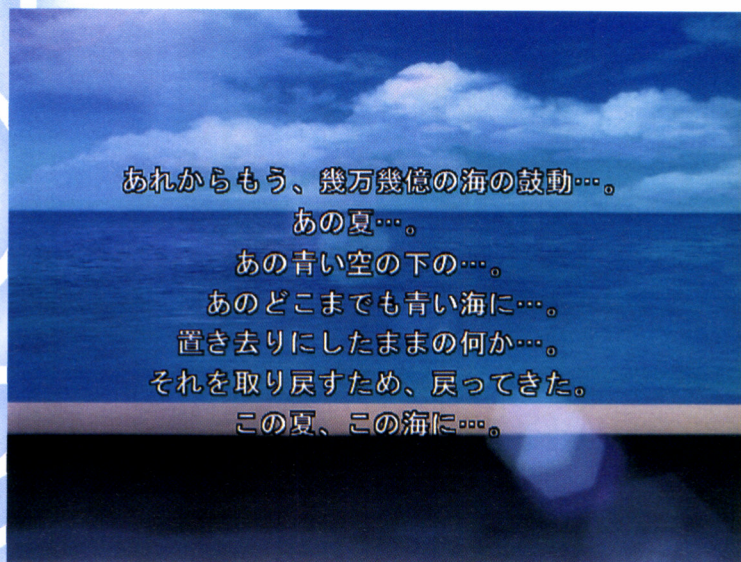 あれからもう、幾万幾億の海の鼓動…。
あの夏…。
あの青い空の下の…。
あのどこまでも青い海に…。
置き去りにしたままの何か…。
それを取り戻すため、戻ってきた。
この夏、この海に…。